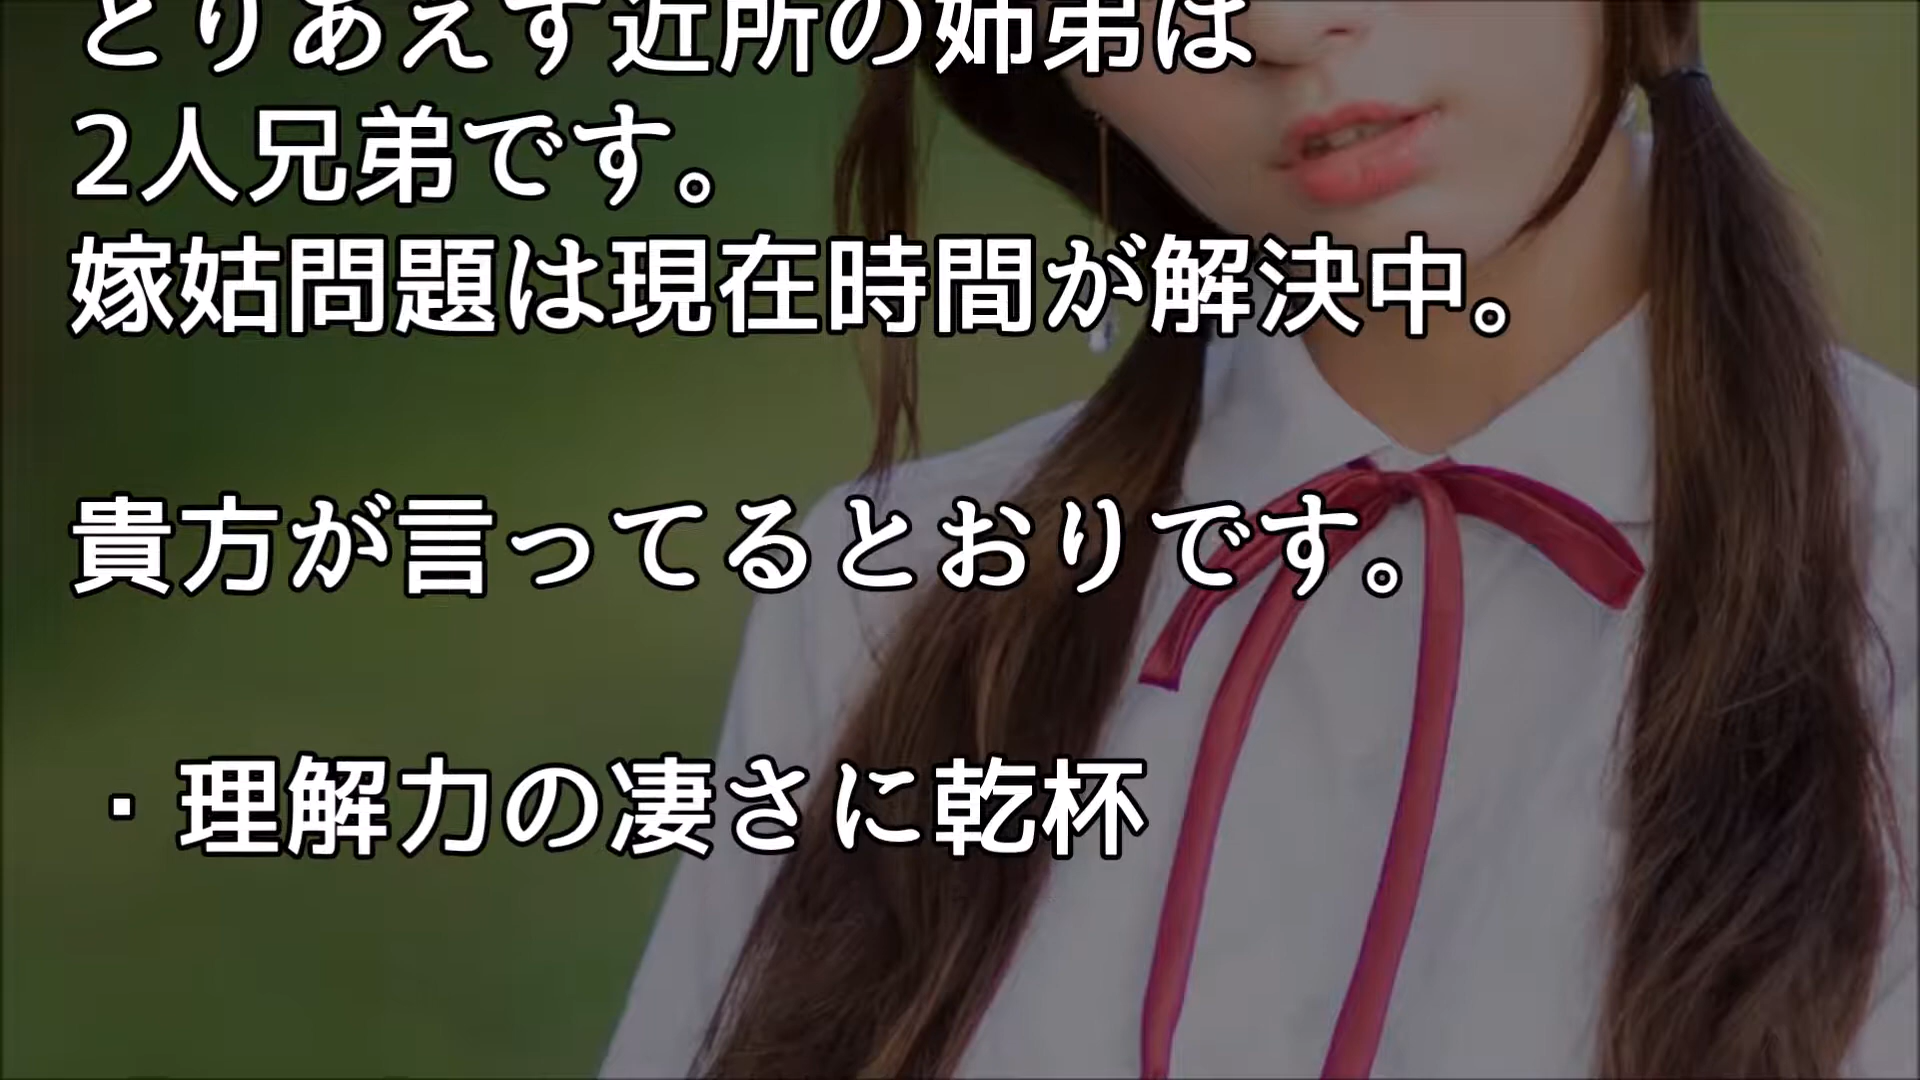 とりあえず近所の姉弟は
2人兄弟です。
嫁姑問題は現在時間が解決中。
貴方が言ってるとおりです。
・理解力の凄さに乾杯